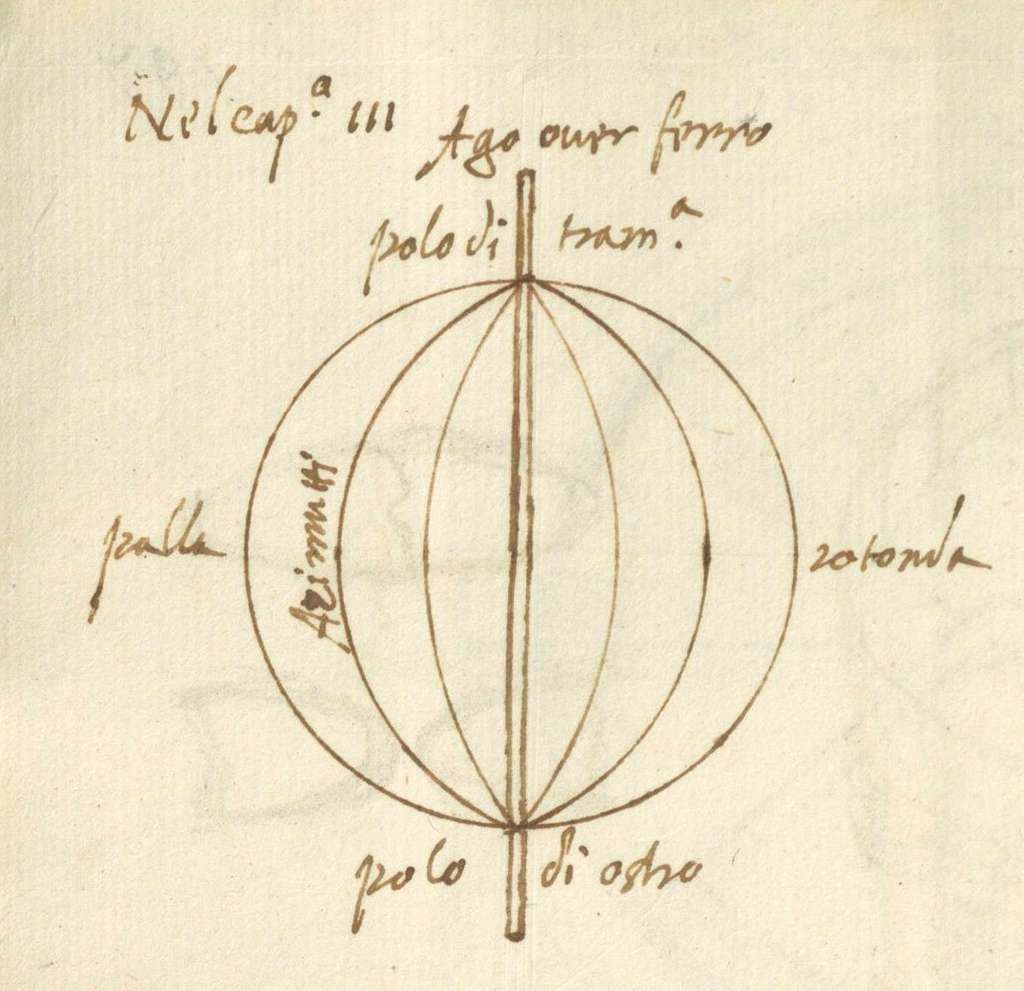 Nel cap.ª III
Ago ouer ferro
polo di tram.ª
Azimutti
palla rotonda
polo di ostro